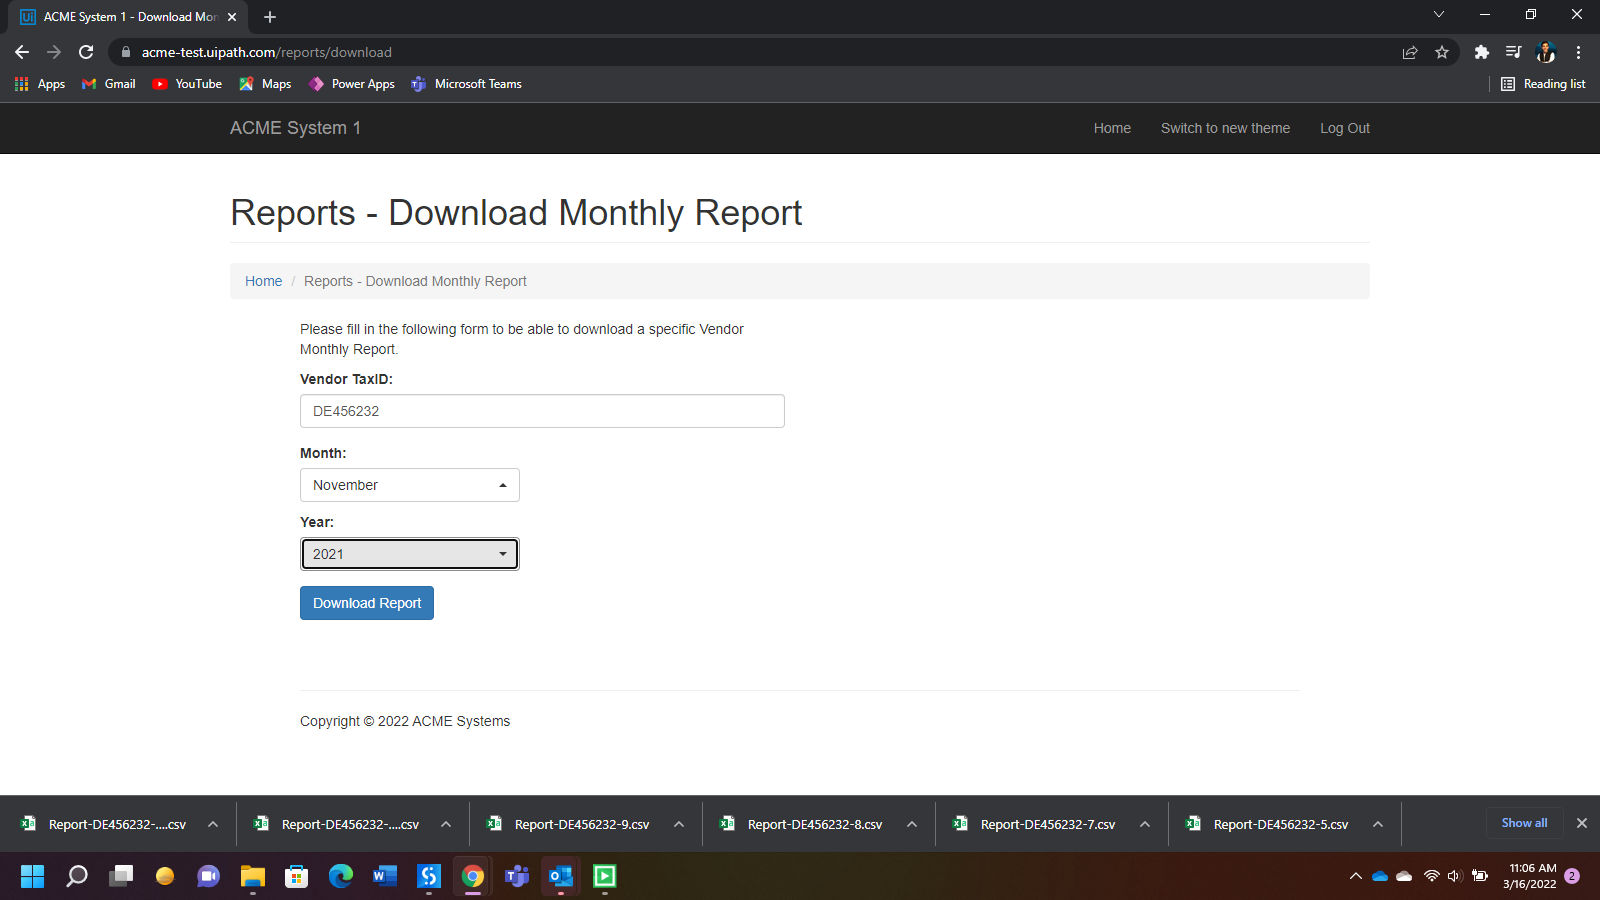 ACME System 1 - Download Mon
acme-test.uipath.com/reports/download
Apps Gmail YouTube Maps Power Apps Microsoft Teams Reading list
ACME System 1 Home Switch to new theme Log Out
Reports - Download Monthly Report
Home / Reports - Download Monthly Report
Please fill in the following form to be able to download a specific Vendor
Monthly Report.
Vendor TaxID:
DE456232
Month:
November
Year:
2021
Download Report
Copyright © 2022 ACME Systems
Report-DE456232-....csv Report-DE456232-....csv Report-DE456232-9.csv Report-DE456232-8.csv Report-DE456232-7.csv Report-DE456232-5.csv Show all
11:06 AM
3/16/2022 2